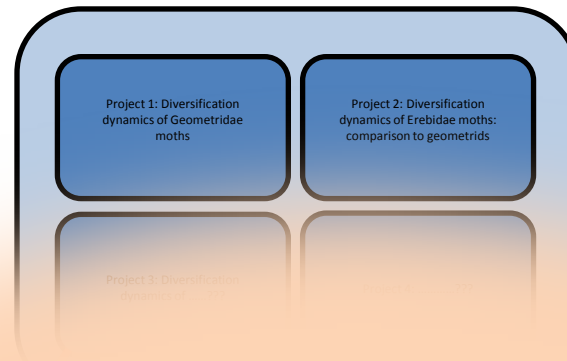 Project 1: Diversification
dynamics of Geometridae
moths
Project 2: Diversification
dynamics of Erebidae moths:
comparison to geometrids
Project 3: Diversification